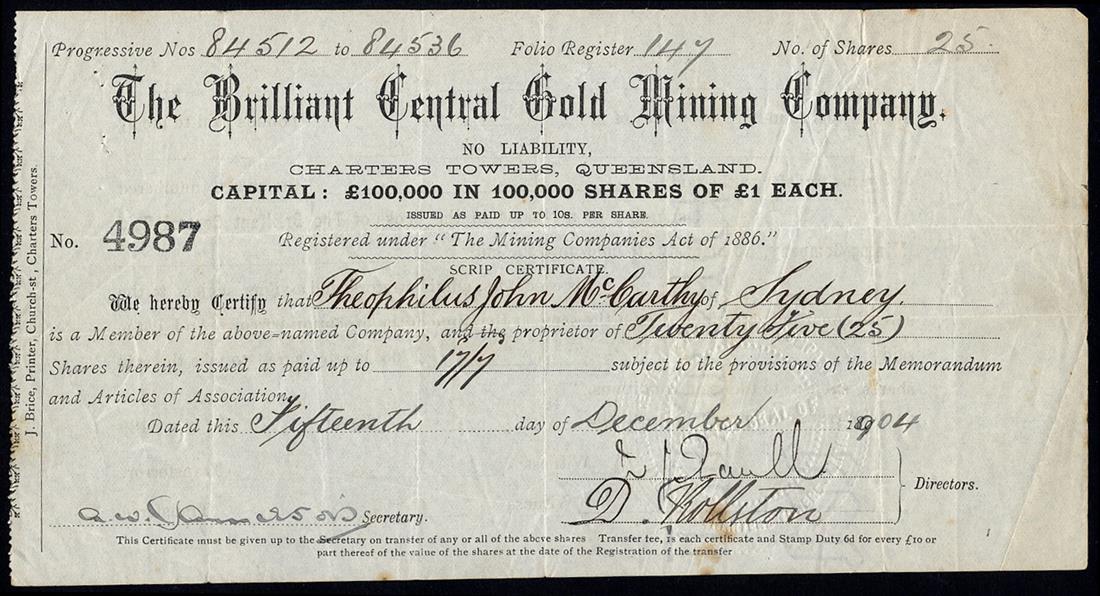 Progressive Nos 84512 to 84536 Folio Register 147 No. of Shares 25.
The Brilliant Central Gold Mining Company.
NO LIABILITY,
CHARTERS TOWERS, QUEENSLAND.
CAPITAL: £100,000 IN 100,000 SHARES OF £1 EACH.
ISSUED AS PAID UP TO 10S. PER SHARE.
No. 4987 Registered under "The Mining Companies Act of 1886."
SCRIP CERTIFICATE.
We hereby Certify that Theophilus John McCarthy of Sydney.
is a Member of the above-named Company, and the proprietor of Twenty Five (25)
Shares therein, issued as paid up to 17/7 subject to the provisions of the Memorandum
and Articles of Association.
Dated this Fifteenth day of December 1904
Directors.
D.
Secretary.
This Certificate must be given up to the Secretary on transfer of any or all of the above shares Transfer fee, 1s each certificate and Stamp Duty 6d for every £10 or
part thereof of the value of the shares at the date of the Registration of the transfer
J. Brice, Printer, Church-st, Charters Towers.